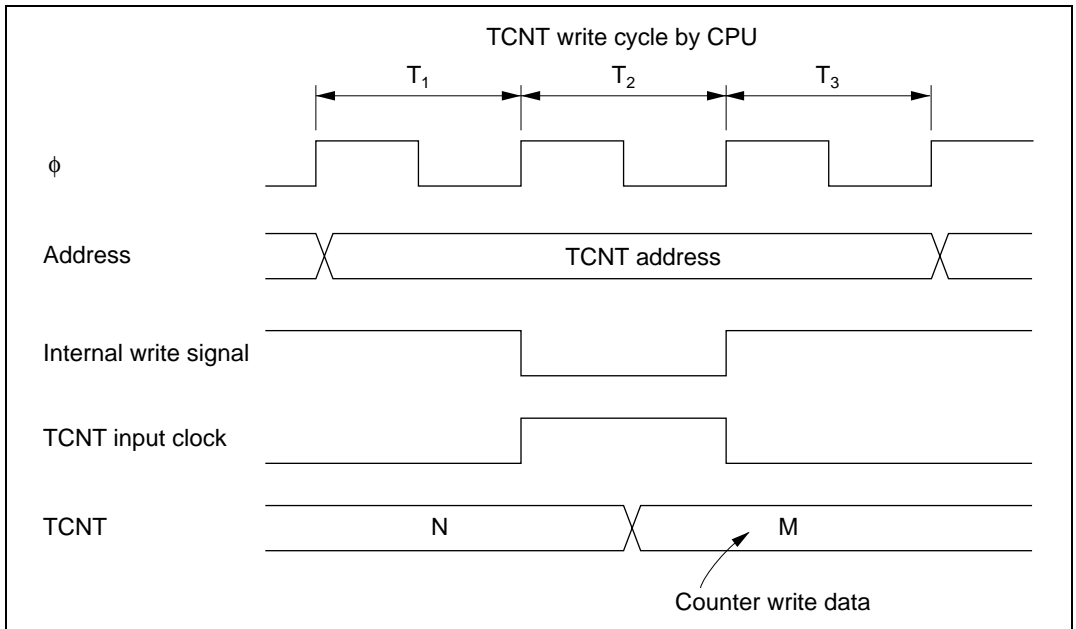 TCNT write cycle by CPU
T₁ T₂ T₃
ϕ
Address
TCNT address
Internal write signal
TCNT input clock
TCNT
N
M
Counter write data